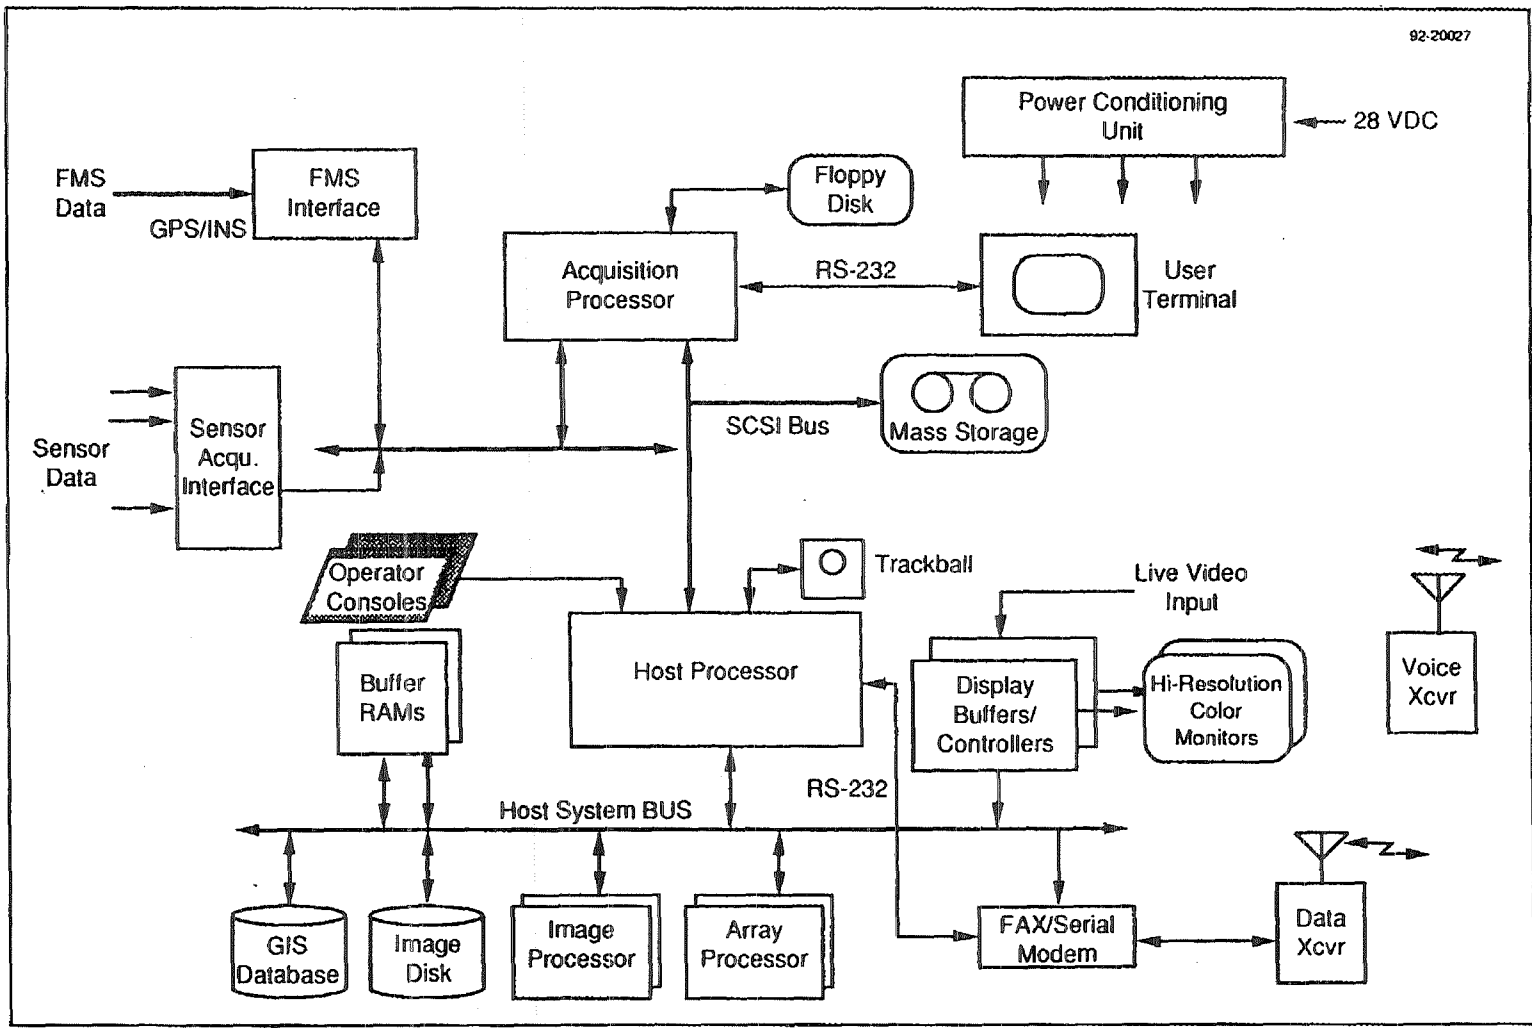 92-20027
Power Conditioning
Unit
28 VDC
FMS
Data
GPS/INS
FMS
Interface
Floppy
Disk
Acquisition
Processor
RS-232
User
Terminal
Sensor
Data
Sensor
Acqu.
Interface
SCSI Bus
Mass Storage
Operator
Consoles
Trackball
Live Video
Input
Buffer
RAMs
Host Processor
Display
Buffers/
Controllers
Hi-Resolution
Color
Monitors
Voice
Xcvr
RS-232
Host System BUS
GIS
Database
Image
Disk
Image
Processor
Array
Processor
FAX/Serial
Modem
Data
Xcvr